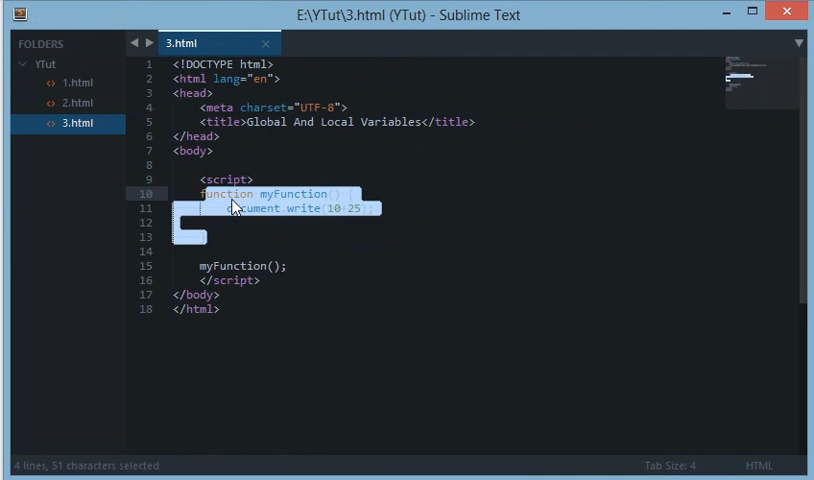 E:\YTut\3.html (YTut) - Sublime Text
FOLDERS
YTut
1.html
2.html
3.html
3.html
1 <!DOCTYPE html>
2 <html lang="en">
3 <head>
4 <meta charset="UTF-8">
5 <title>Global And Local Variables</title>
6 </head>
7 <body>
8
9 <script>
10 function myFunction() {
11 document.write(10+25);
12
13 }
14
15 myFunction();
16 </script>
17 </body>
18 </html>
4 lines, 51 characters selected
Tab Size: 4
HTML